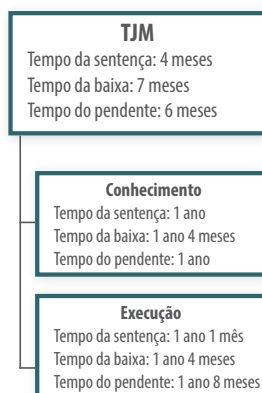 TJM
Tempo da sentença: 4 meses
Tempo da baixa: 7 meses
Tempo do pendente: 6 meses
Conhecimento
Tempo da sentença: 1 ano
Tempo da baixa: 1 ano 4 meses
Tempo do pendente: 1 ano
Execução
Tempo da sentença: 1 ano 1 mês
Tempo da baixa: 1 ano 4 meses
Tempo do pendente: 1 ano 8 meses